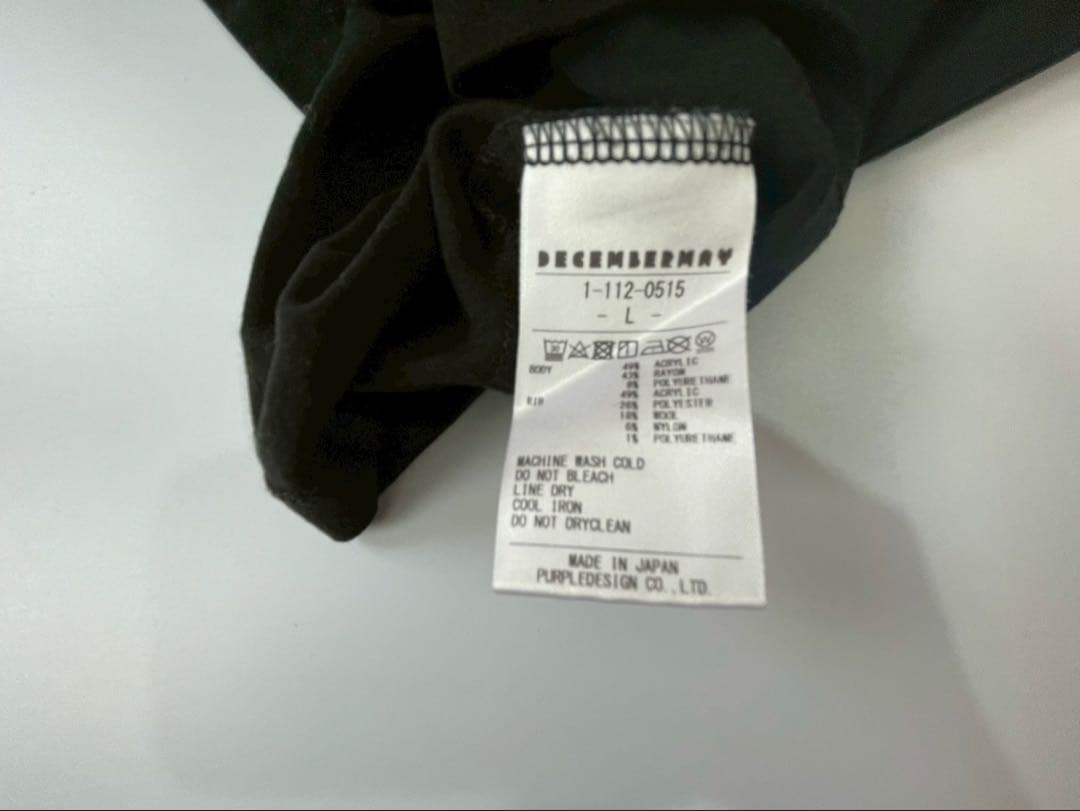 DECEMBERMAY
1-112-0515
- L -
BODY 49% ACRYLIC
43% RAYON
8% POLYURETHANE
RIB 49% ACRYLIC
26% POLYESTER
18% WOOL
6% NYLON
1% POLYURETHANE
MACHINE WASH COLD
DO NOT BLEACH
LINE DRY
COOL IRON
DO NOT DRYCLEAN
MADE IN JAPAN
PURPLEDESIGN CO.,LTD.